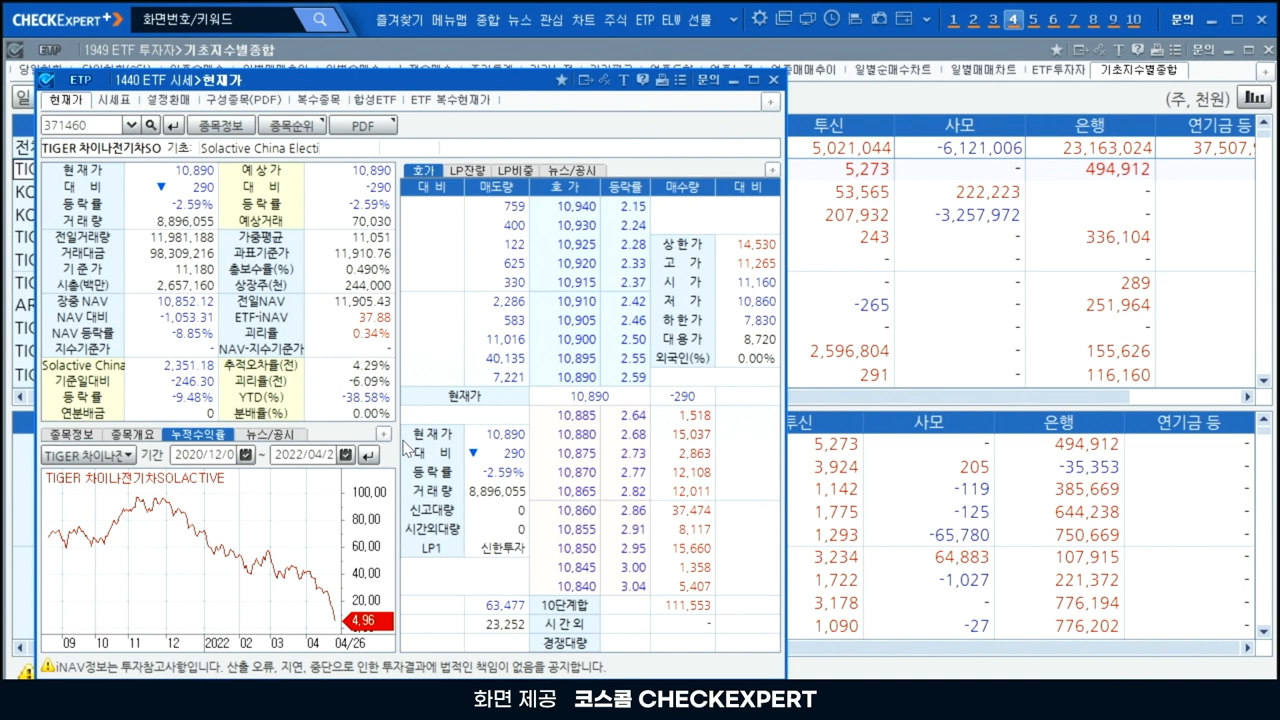 CHECKEXPERT+ 화면번호/키워드 즐겨찾기 메뉴맵 종합 뉴스 관심 차트 주식 ETP ELW 선물 1 2 3 4 5 6 7 8 9 10 문의
ETP 1949 ETF 투자자>기초지수별종합 문의
일별순매수차트 일별매매차트 ETF투자자 기초지수별종합
ETP 1440 ETF 시세>현재가 문의
현재가 시세표 설정환매 구성종목(PDF) 복수종목 합성ETF ETF 복수현재가
(주, 천원)
371460 종목정보 종목순위 PDF
TIGER 차이나전기차SO 기초: Solactive China Electi
현재가 10,890 예상가 10,890
대비 ▼ 290 대비 -290
등락률 -2.59% 등락률 -2.59%
거래량 8,896,055 예상거래 70,030
전일거래량 11,981,188 가중평균 11,051
거래대금 98,309,216 과표기준가 11,910.76
기준가 11,180 총보수율(%) 0.490%
시총(백만) 2,657,160 상장주(천) 244,000
장중 NAV 10,852.12 전일NAV 11,905.43
NAV 대비 -1,053.31 ETF-iNAV 37.88
NAV 등락률 -8.85% 괴리율 0.34%
지수기준가 - NAV-지수기준가 -
Solactive China 2,351.18 추적오차율(전) 4.29%
기준일대비 -246.30 괴리율(전) -6.09%
등락률 -9.48% YTD(%) -38.58%
연분배금 0 분배율(%) 0.00%
종목정보 종목개요 누적수익률 뉴스/공시
TIGER 차이나전 기간 2020/12/0 ~ 2022/04/2
TIGER 차이나전기차SOLACTIVE
100,00
80,00
60,00
40,00
20,00
4,96
09 10 11 12 2022 02 03 04 04/26
호가 LP잔량 LP비중 뉴스/공시
대비 매도량 호가 등락률 매수량 대비
759 10,940 2.15
400 10,930 2.24
122 10,925 2.28 상한가 14,530
625 10,920 2.33 고가 11,265
330 10,915 2.37 시가 11,160
2,286 10,910 2.42 저가 10,860
583 10,905 2.46 하한가 7,830
11,016 10,900 2.50 대용가 8,720
40,135 10,895 2.55 외국인(%) 0.00%
7,221 10,890 2.59
현재가 10,890 -290
10,885 2.64 1,518
현재가 10,890 10,880 2.68 15,037
대비 ▼ 290 10,875 2.73 2,863
등락률 -2.59% 10,870 2.77 12,108
거래량 8,896,055 10,865 2.82 12,011
신고대량 0 10,860 2.86 37,474
시간외대량 0 10,855 2.91 8,117
LP1 신한투자 10,850 2.95 15,660
10,845 3.00 1,358
10,840 3.04 5,407
63,477 10단계합 111,553
23,252 시간외 -
경쟁대량
iNAV정보는 투자참고사항입니다. 산출 오류, 지연, 중단으로 인한 투자결과에 법적인 책임이 없음을 공지합니다.
투신 사모 은행 연기금 등
5,021,044 -6,121,006 23,163,024 37,507,
5,273 - 494,912
53,565 222,223 -
207,932 -3,257,972 -
243 - 336,104
- - -
- - 289
-265 - 251,964
- - -
2,596,804 - 155,626
291 - 116,160
투신 사모 은행 연기금 등
5,273 - 494,912 -
3,924 205 -35,353 -
1,142 -119 385,669 -
1,775 -125 644,238 -
1,293 -65,780 750,669 -
3,234 64,883 107,915 -
1,722 -1,027 221,372 -
3,178 - 776,194 -
1,090 -27 776,202 -
화면 제공 코스콤 CHECKEXPERT